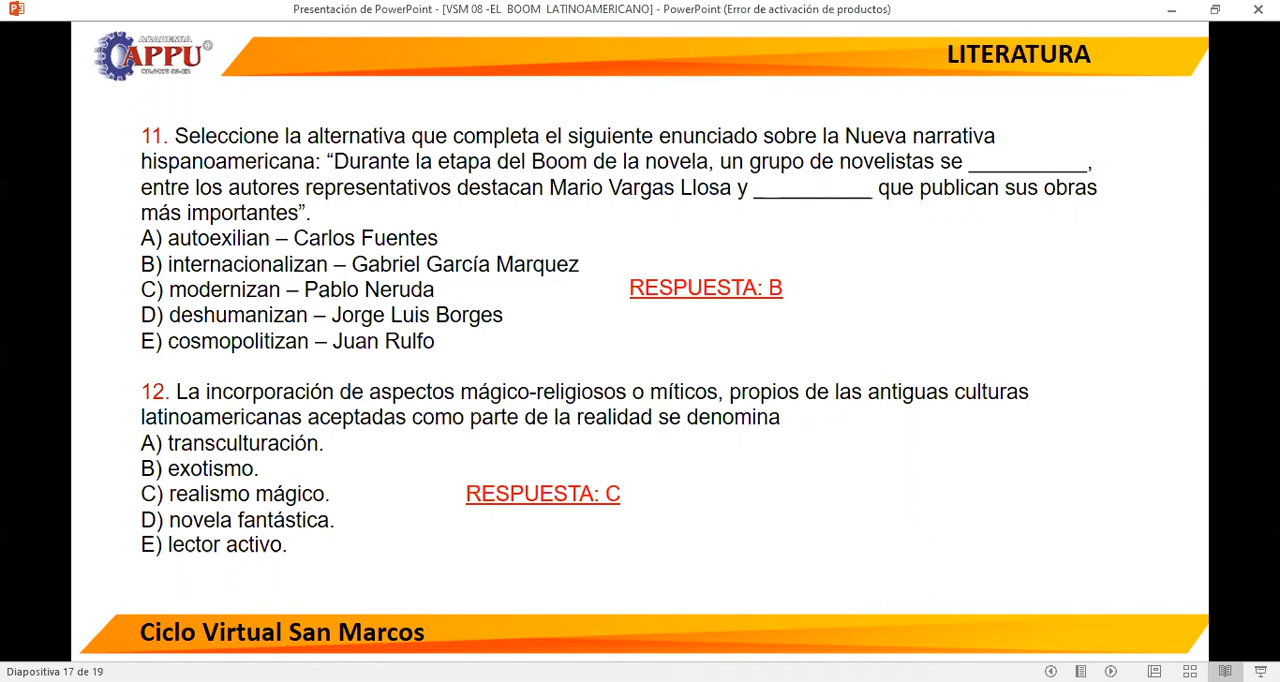 Presentación de PowerPoint - [VSM 08 -EL BOOM LATINOAMERICANO] - PowerPoint (Error de activación de productos)
ACADEMIA
APPU
LITERATURA
11. Seleccione la alternativa que completa el siguiente enunciado sobre la Nueva narrativa
hispanoamericana: “Durante la etapa del Boom de la novela, un grupo de novelistas se __________,
entre los autores representativos destacan Mario Vargas Llosa y __________ que publican sus obras
más importantes”.
A) autoexilian – Carlos Fuentes
B) internacionalizan – Gabriel García Marquez
C) modernizan – Pablo Neruda
RESPUESTA: B
D) deshumanizan – Jorge Luis Borges
E) cosmopolitizan – Juan Rulfo
12. La incorporación de aspectos mágico-religiosos o míticos, propios de las antiguas culturas
latinoamericanas aceptadas como parte de la realidad se denomina
A) transculturación.
B) exotismo.
C) realismo mágico.
RESPUESTA: C
D) novela fantástica.
E) lector activo.
Ciclo Virtual San Marcos
Diapositiva 17 de 19